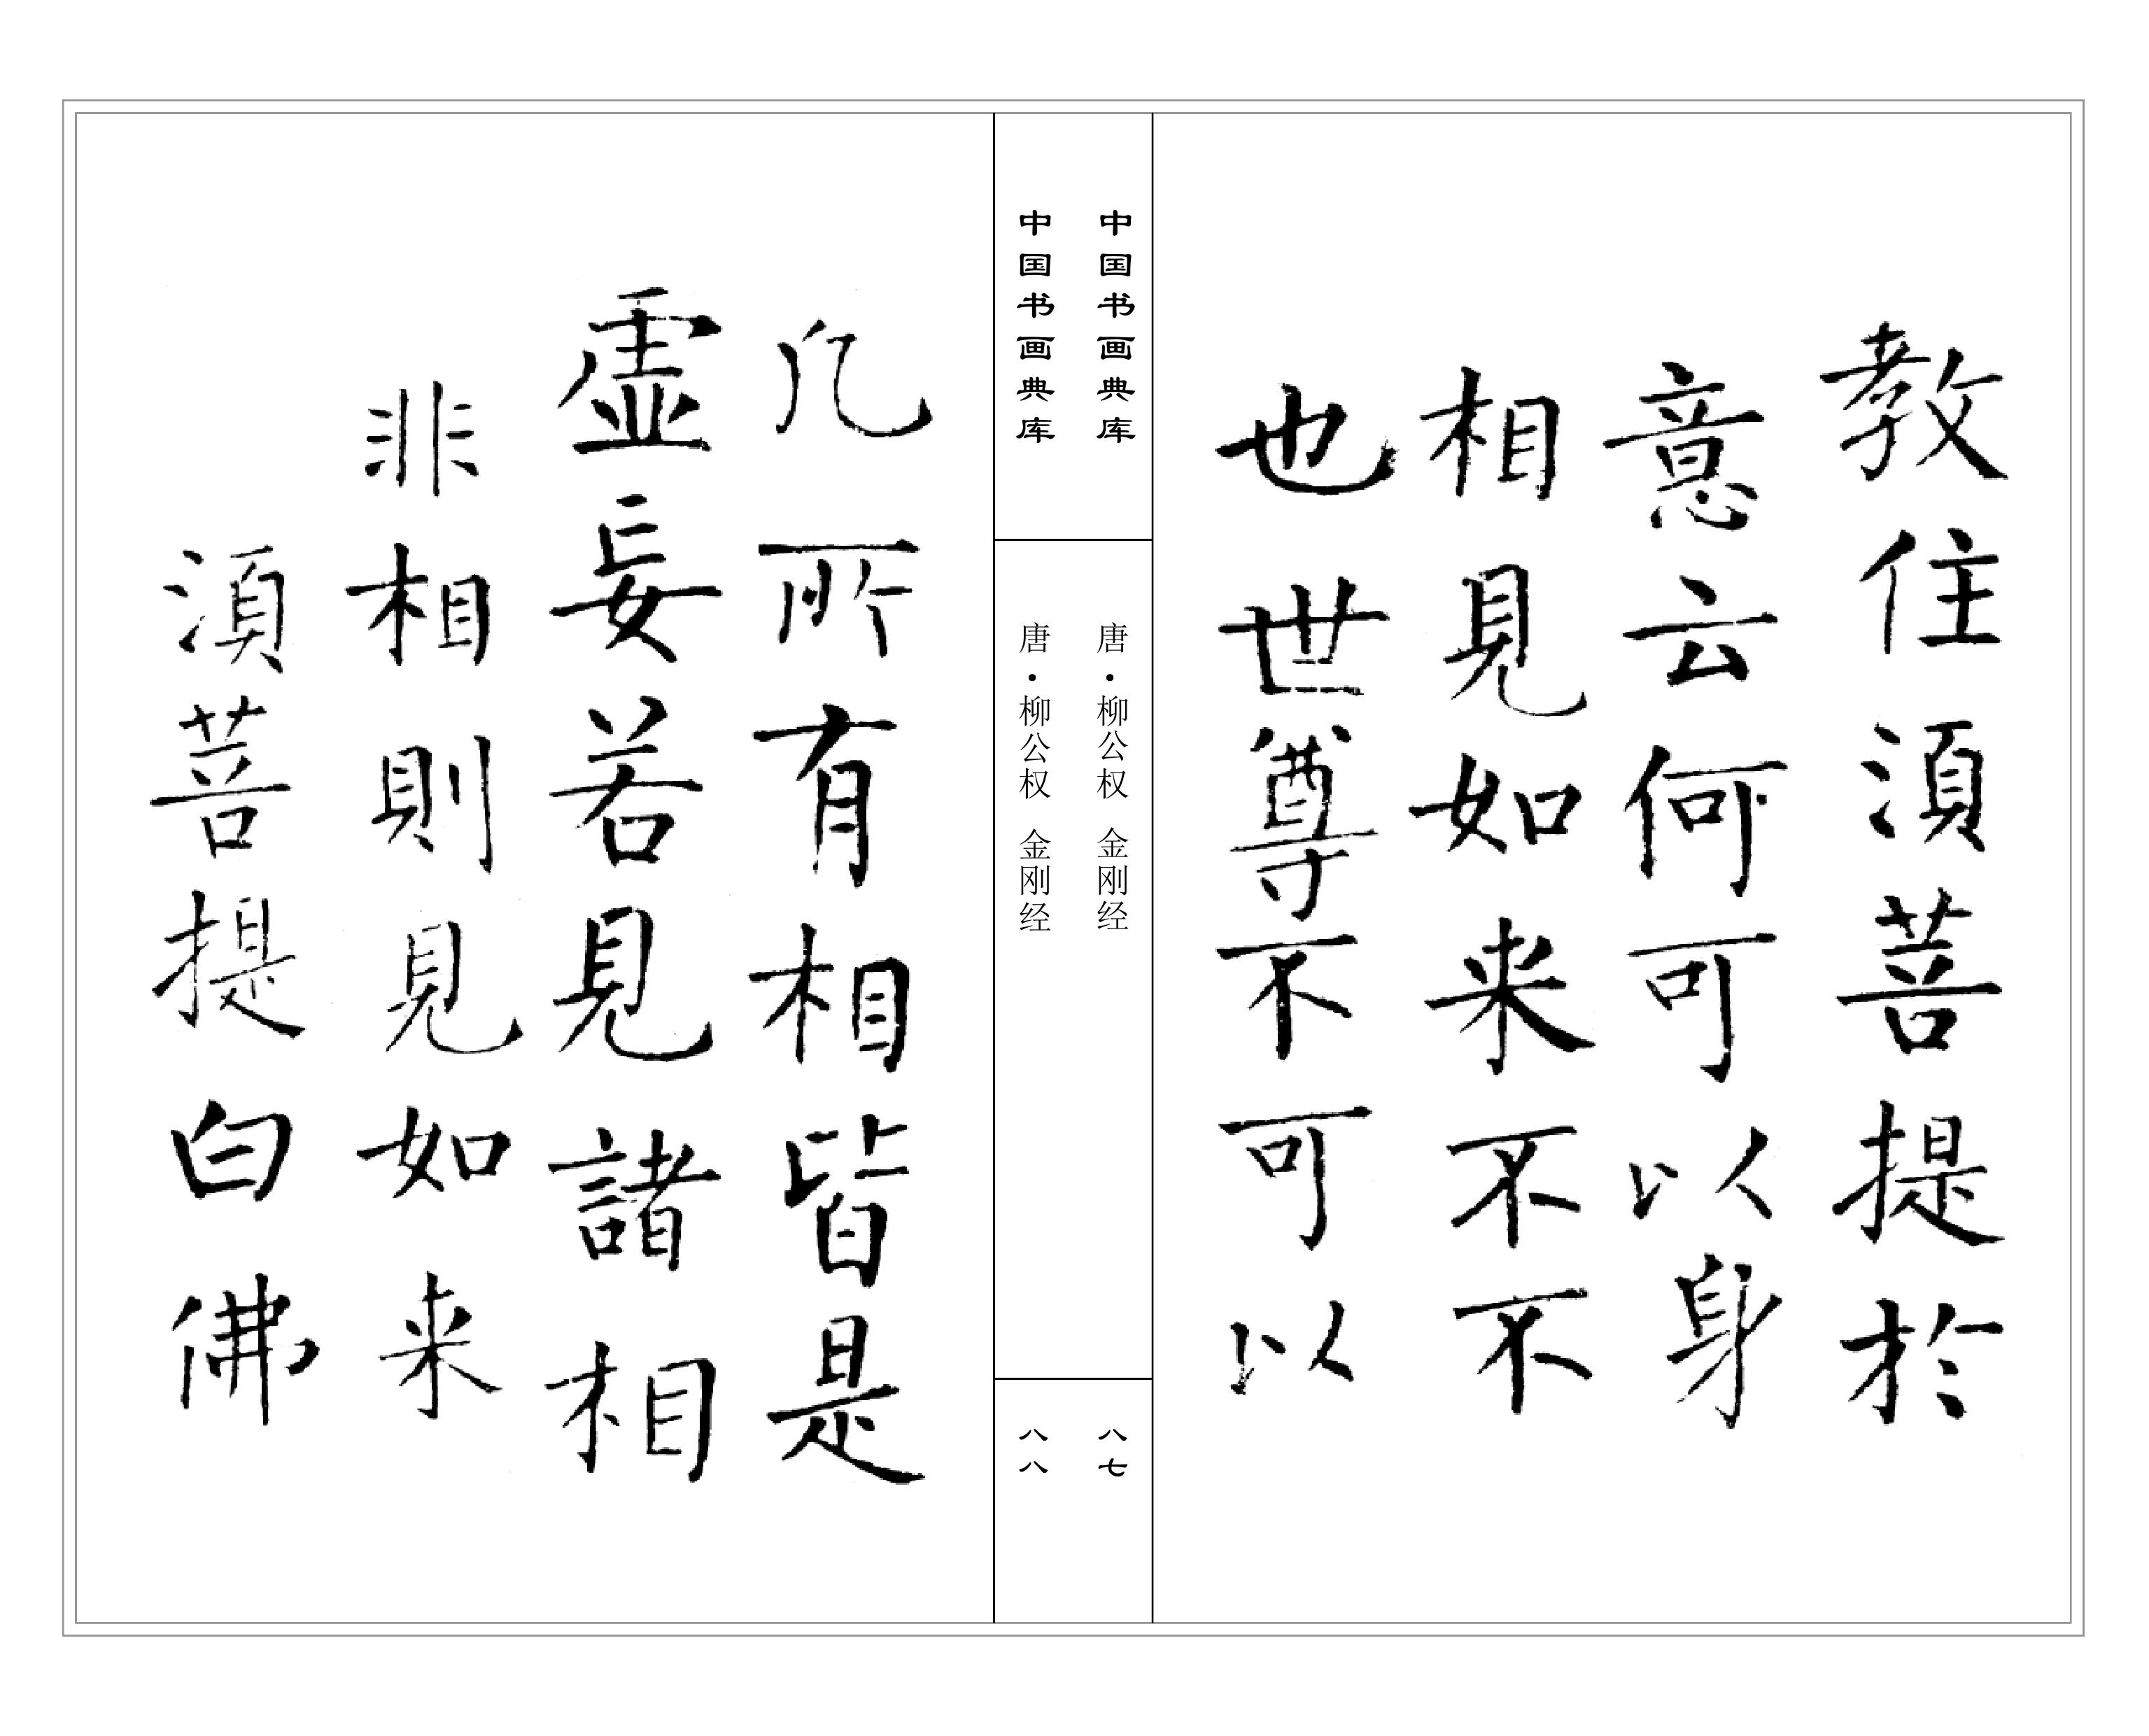 教住須菩提於
意云何可以身
相見如来不不
也世尊不可以
中国书画典库
唐·柳公权 金刚经
八七
中国书画典库
唐·柳公权 金刚经
八八
凡所有相皆是
虛妄若見諸相
非相則見如来
須菩提白佛